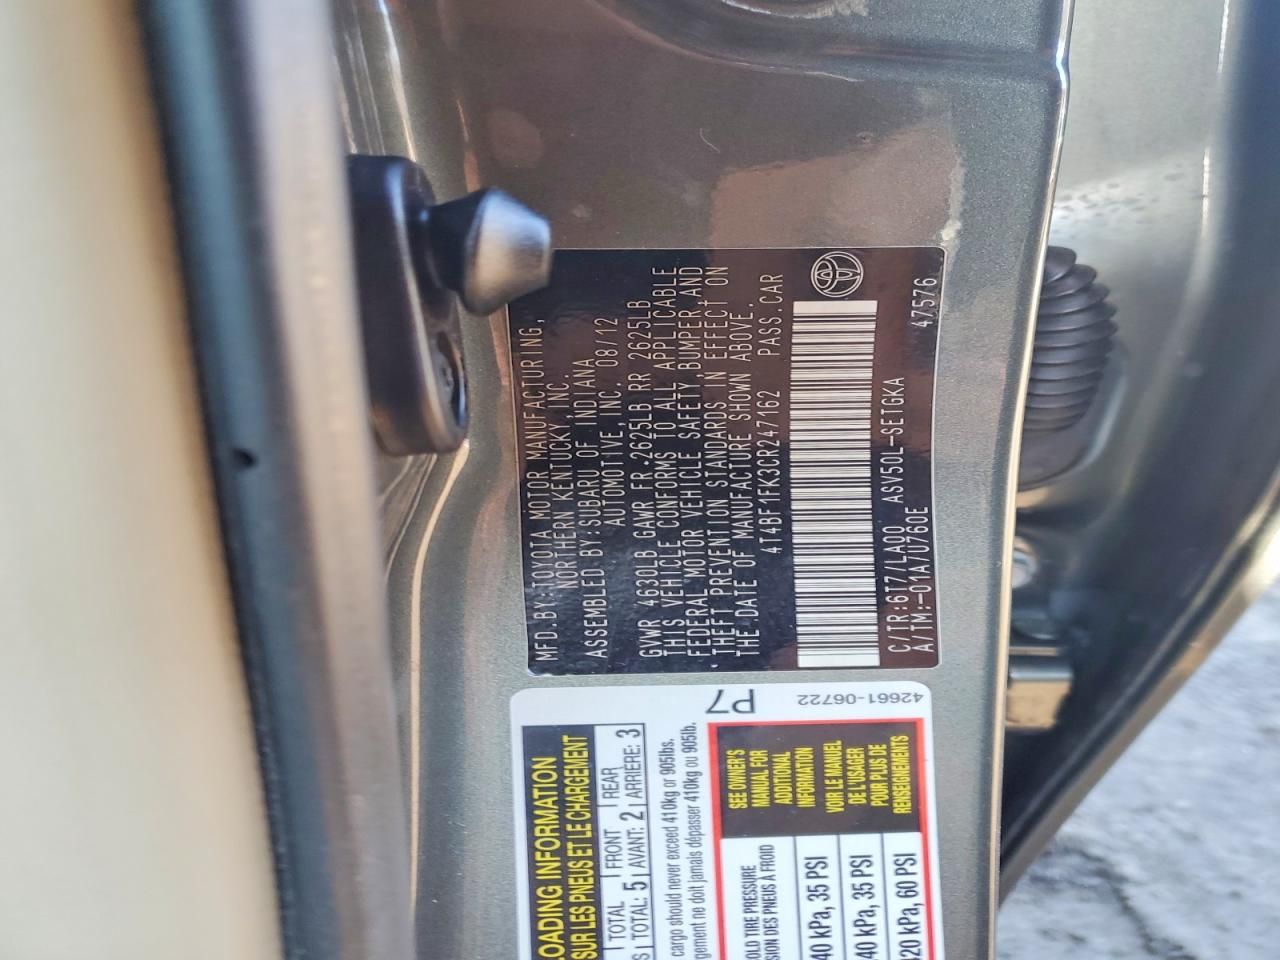 MFD.BY:TOYOTA MOTOR MANUFACTURING,
NORTHERN KENTUCKY,INC.
ASSEMBLED BY:SUBARU OF INDIANA
AUTOMOTIVE,INC. 08/12
GVWR 4630LB GAWR FR.2625LB RR 2625LB
THIS VEHICLE CONFORMS TO ALL APPLICABLE
FEDERAL MOTOR VEHICLE SAFETY,BUMPER,AND
THEFT PREVENTION STANDARDS IN EFFECT ON
THE DATE OF MANUFACTURE SHOWN ABOVE.
4T4BF1FK3CR247162 PASS.CAR
C/TR:6T7/LA00 ASV50L-SETGKA
A/TM:-01A/U760E 47576
P7
42661-06722
LOADING INFORMATION
SUR LES PNEUS ET LE CHARGEMENT
TOTAL FRONT REAR
TOTAL: 5 AVANT: 2 ARRIERE: 3
cargo should never exceed 410kg or 905lbs.
ne doit jamais dépasser 410kg ou 905lb.
SEE OWNER'S
MANUAL FOR
ADDITIONAL
INFORMATION
VOIR LE MANUEL
DE L'USAGER
POUR PLUS DE
RENSEIGNEMENTS
COLD TIRE PRESSURE
DES PNEUS À FROID
40 kPa, 35 PSI
40 kPa, 35 PSI
420 kPa, 60 PSI